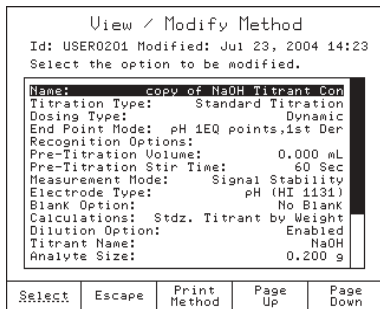 View / Modify Method
Id: USER0201 Modified: Jul 23, 2004 14:23
Select the option to be modified.
Name: copy of NaOH Titrant Con
Titration Type: Standard Titration
Dosing Type: Dynamic
End Point Mode: pH 1EQ points,1st Der
Recognition Options:
Pre-Titration Volume: 0.000 mL
Pre-Titration Stir Time: 60 Sec
Measurement Mode: Signal Stability
Electrode Type: pH (HI 1131)
Blank Option: No Blank
Calculations: Stdz. Titrant by Weight
Dilution Option: Enabled
Titrant Name: NaOH
Analyte Size: 0.200 g
Select Escape Print Method Page Up Page Down